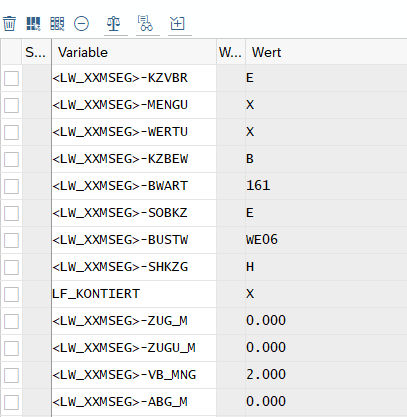 S... Variable W... Wert
<LW_XXMSEG>-KZVBR E
<LW_XXMSEG>-MENGU X
<LW_XXMSEG>-WERTU X
<LW_XXMSEG>-KZBEW B
<LW_XXMSEG>-BWART 161
<LW_XXMSEG>-SOBKZ E
<LW_XXMSEG>-BUSTW WE06
<LW_XXMSEG>-SHKZG H
LF_KONTIERT X
<LW_XXMSEG>-ZUG_M 0.000
<LW_XXMSEG>-ZUGU_M 0.000
<LW_XXMSEG>-VB_MNG 2.000
<LW_XXMSEG>-ABG_M 0.000